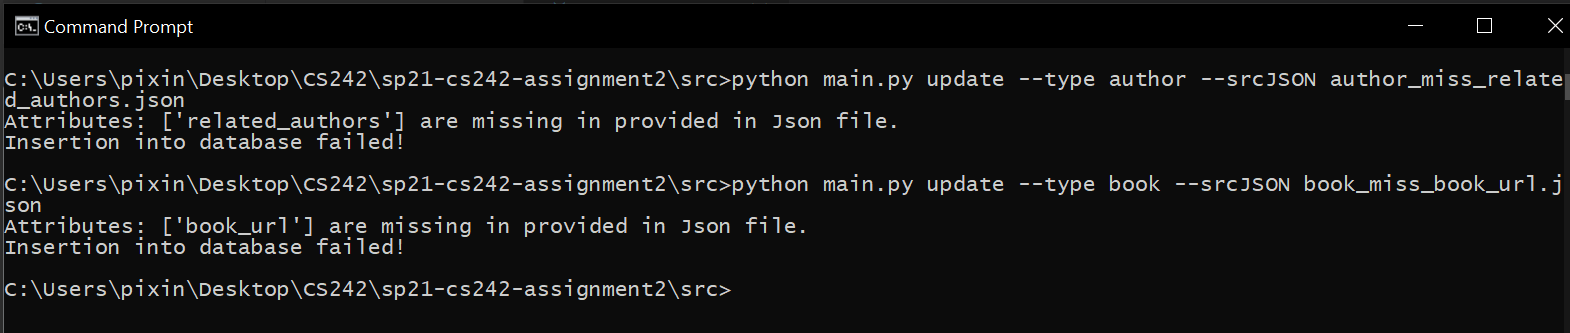 Command Prompt
C:\Users\pixin\Desktop\CS242\sp21-cs242-assignment2\src>python main.py update --type author --srcJSON author_miss_relate
d_authors.json
Attributes: ['related_authors'] are missing in provided in Json file.
Insertion into database failed!
C:\Users\pixin\Desktop\CS242\sp21-cs242-assignment2\src>python main.py update --type book --srcJSON book_miss_book_url.j
son
Attributes: ['book_url'] are missing in provided in Json file.
Insertion into database failed!
C:\Users\pixin\Desktop\CS242\sp21-cs242-assignment2\src>